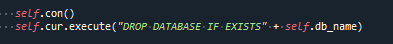 self.con()
self.cur.execute("DROP DATABASE IF EXISTS" + self.db_name)